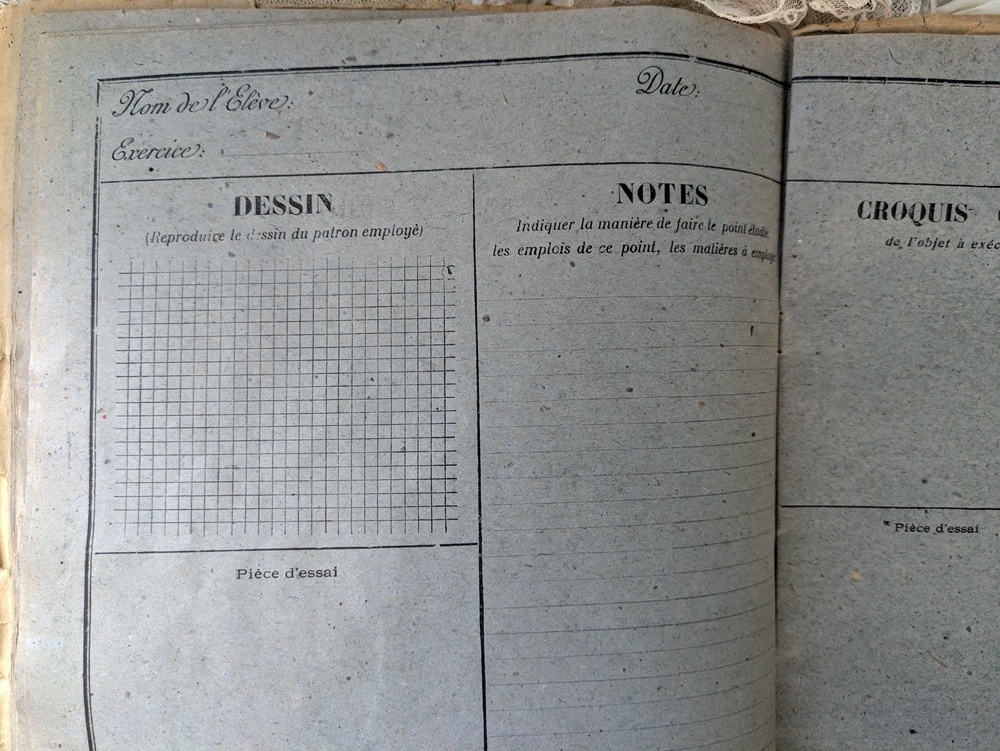 Nom de l'Elève:
Date:
Exercice:
DESSIN
(Reproduire le dessin du patron employé)
NOTES
Indiquer la manière de faire le point étudié,
les emplois de ce point, les matières à employer
Pièce d'essai
CROQUIS
de l'objet à exéc
Pièce d'essai